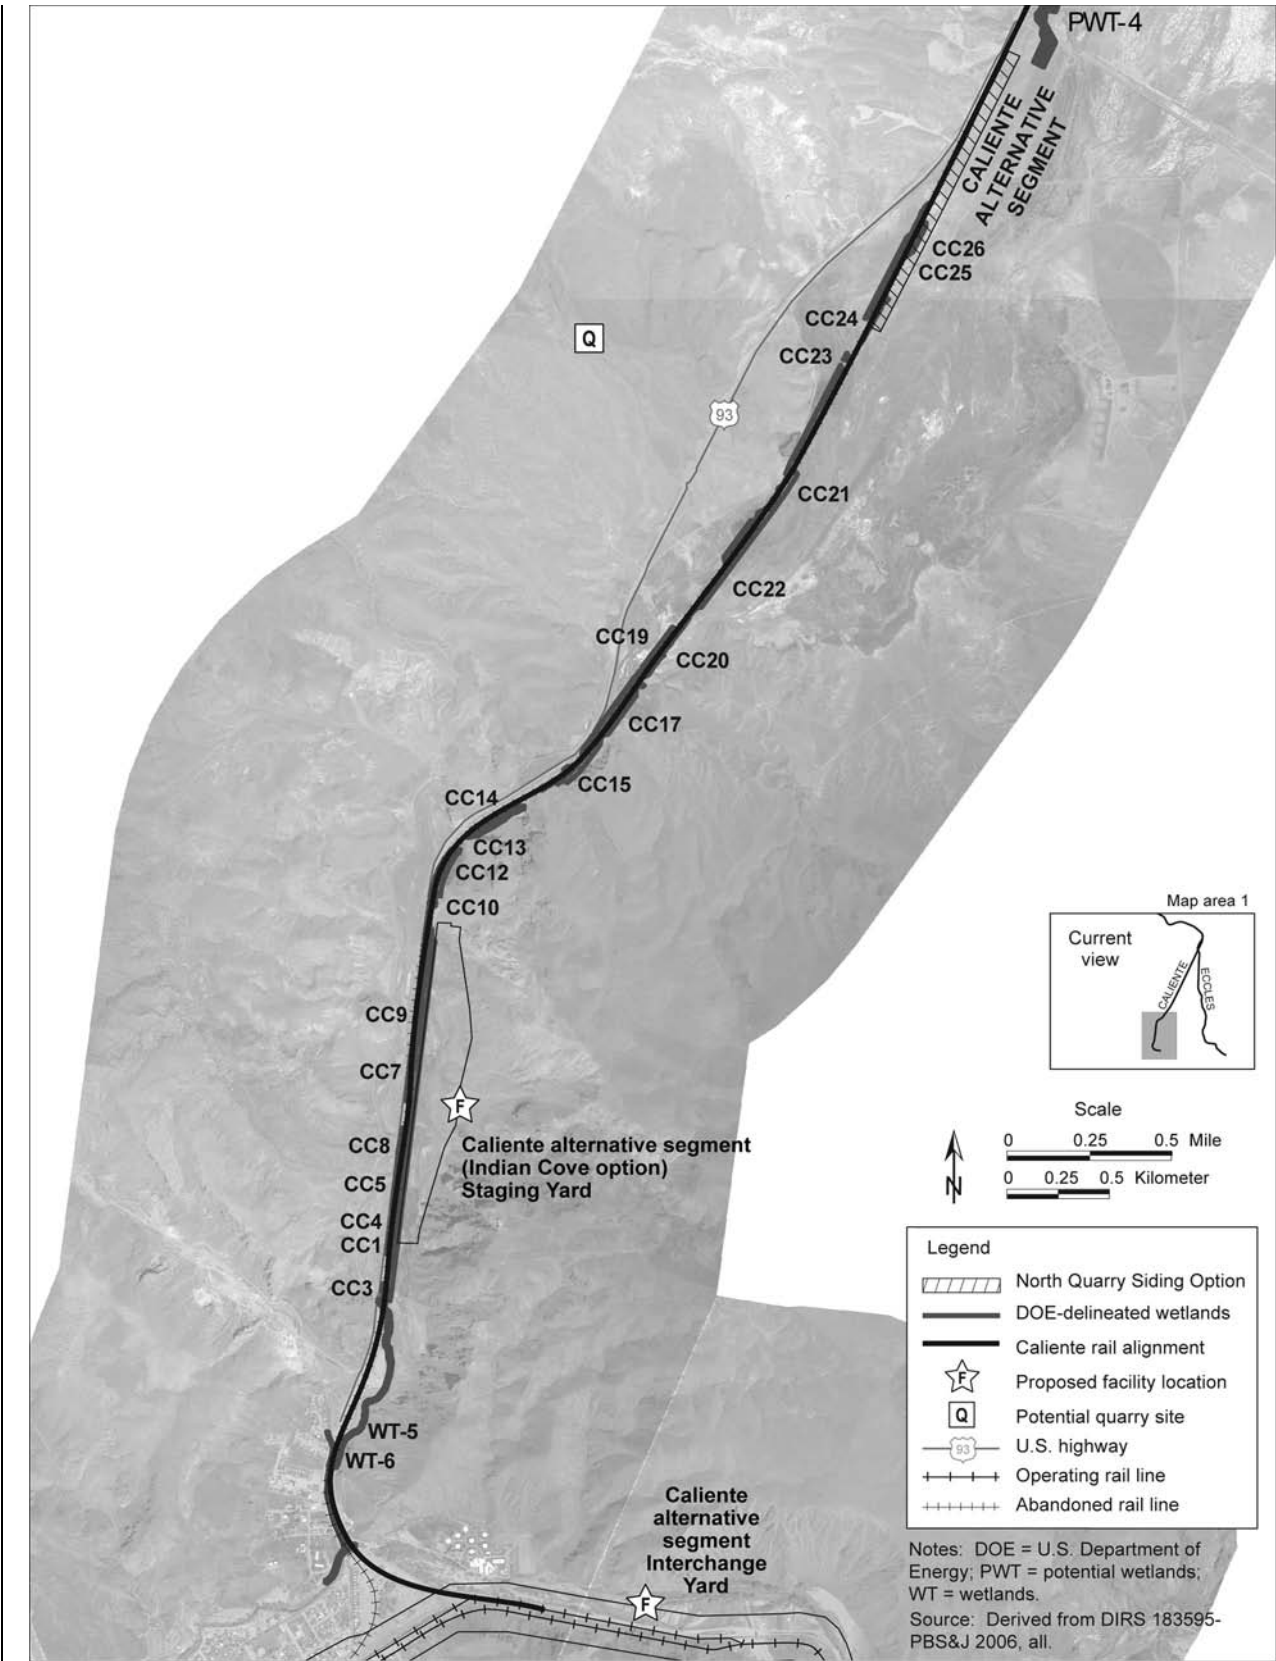 PWT-4
CALIENTE
ALTERNATIVE
SEGMENT
CC26
CC25
CC24
Q
CC23
93
CC21
CC22
CC19
CC20
CC17
CC15
CC14
CC13
CC12
CC10
CC9
CC7
F
CC8
Caliente alternative segment
(Indian Cove option)
Staging Yard
CC5
CC4
CC1
CC3
WT-5
WT-6
Caliente
alternative
segment
Interchange
Yard
F
Map area 1
Current
view
CALIENTE
ECCLES
Scale
0 0.25 0.5 Mile
0 0.25 0.5 Kilometer
N
Legend
North Quarry Siding Option
DOE-delineated wetlands
Caliente rail alignment
F Proposed facility location
Q Potential quarry site
93 U.S. highway
Operating rail line
Abandoned rail line
Notes: DOE = U.S. Department of
Energy; PWT = potential wetlands;
WT = wetlands.
Source: Derived from DIRS 183595-
PBS&J 2006, all.